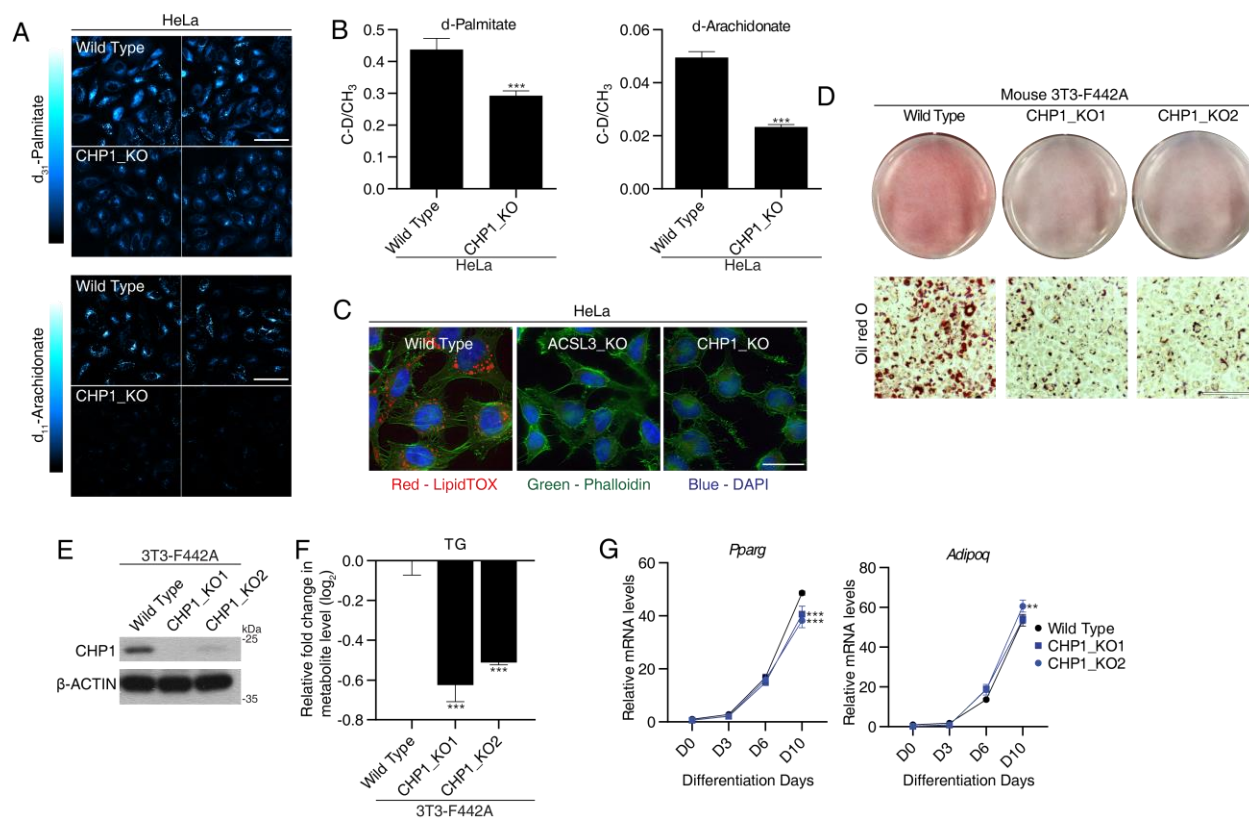 A
HeLa
d31-Palmitate
Wild Type
CHP1_KO
d11-Arachidonate
Wild Type
CHP1_KO
B
d-Palmitate
C-D/CH3
0.5
0.4
0.3
0.2
0.1
0.0
***
Wild Type
CHP1_KO
HeLa
d-Arachidonate
C-D/CH3
0.06
0.04
0.02
0.00
***
Wild Type
CHP1_KO
HeLa
C
HeLa
Wild Type
ACSL3_KO
CHP1_KO
Red - LipidTOX
Green - Phalloidin
Blue - DAPI
D
Mouse 3T3-F442A
Wild Type
CHP1_KO1
CHP1_KO2
Oil red O
E
3T3-F442A
Wild Type
CHP1_KO1
CHP1_KO2
kDa
CHP1
-25
β-ACTIN
-35
F
TG
Relative fold change in
metabolite level (log2)
0.0
-0.2
-0.4
-0.6
-0.8
***
***
Wild Type
CHP1_KO1
CHP1_KO2
3T3-F442A
G
Pparg
Relative mRNA levels
60
40
20
0
***
***
D0
D3
D6
D10
Differentiation Days
Adipoq
Relative mRNA levels
80
60
40
20
0
**
D0
D3
D6
D10
Differentiation Days
Wild Type
CHP1_KO1
CHP1_KO2